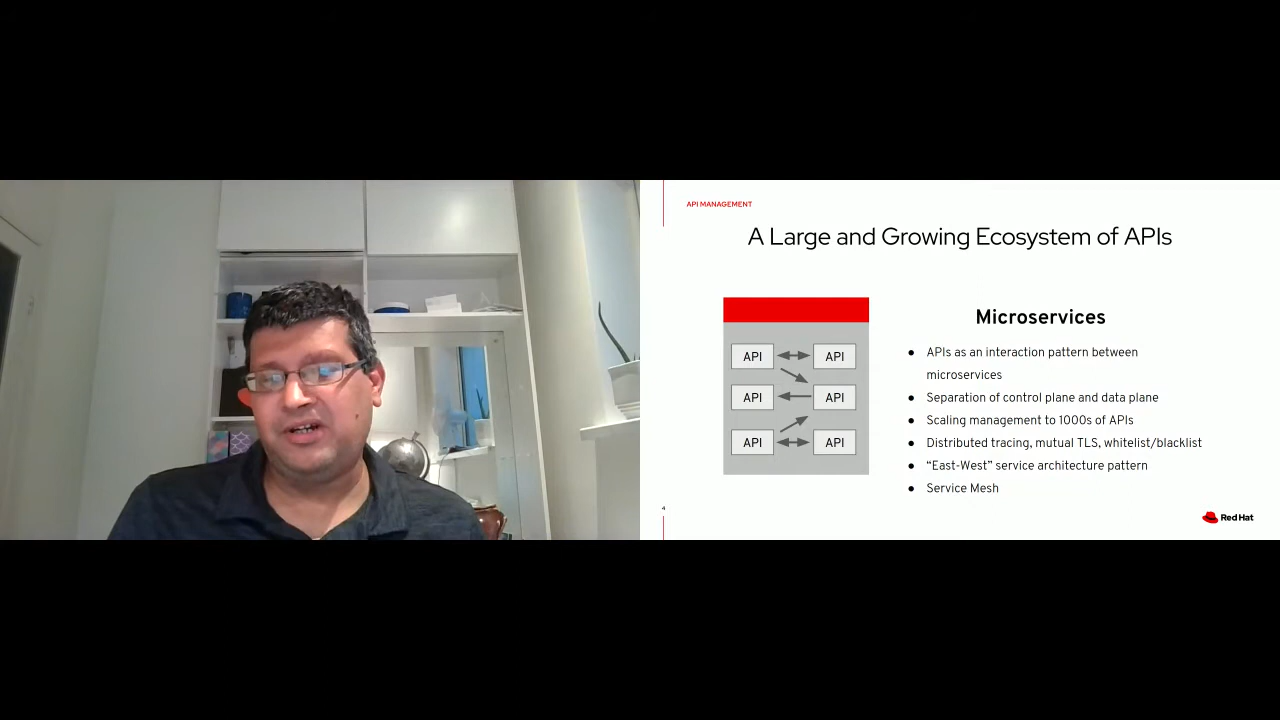 API MANAGEMENT
A Large and Growing Ecosystem of APIs
API API
API API
API API
Microservices
● APIs as an interaction pattern between
microservices
● Separation of control plane and data plane
● Scaling management to 1000s of APIs
● Distributed tracing, mutual TLS, whitelist/blacklist
● “East-West” service architecture pattern
● Service Mesh
4
Red Hat